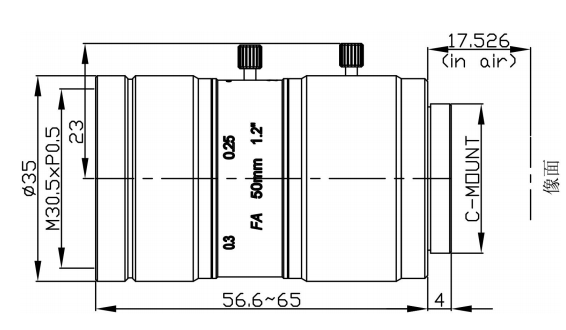 17.526
(in air)
ø35
M30.5xP0.5
23
0.3
0.25
FA 50mm 1.2"
C-MOUNT
像面
56.6~65
4